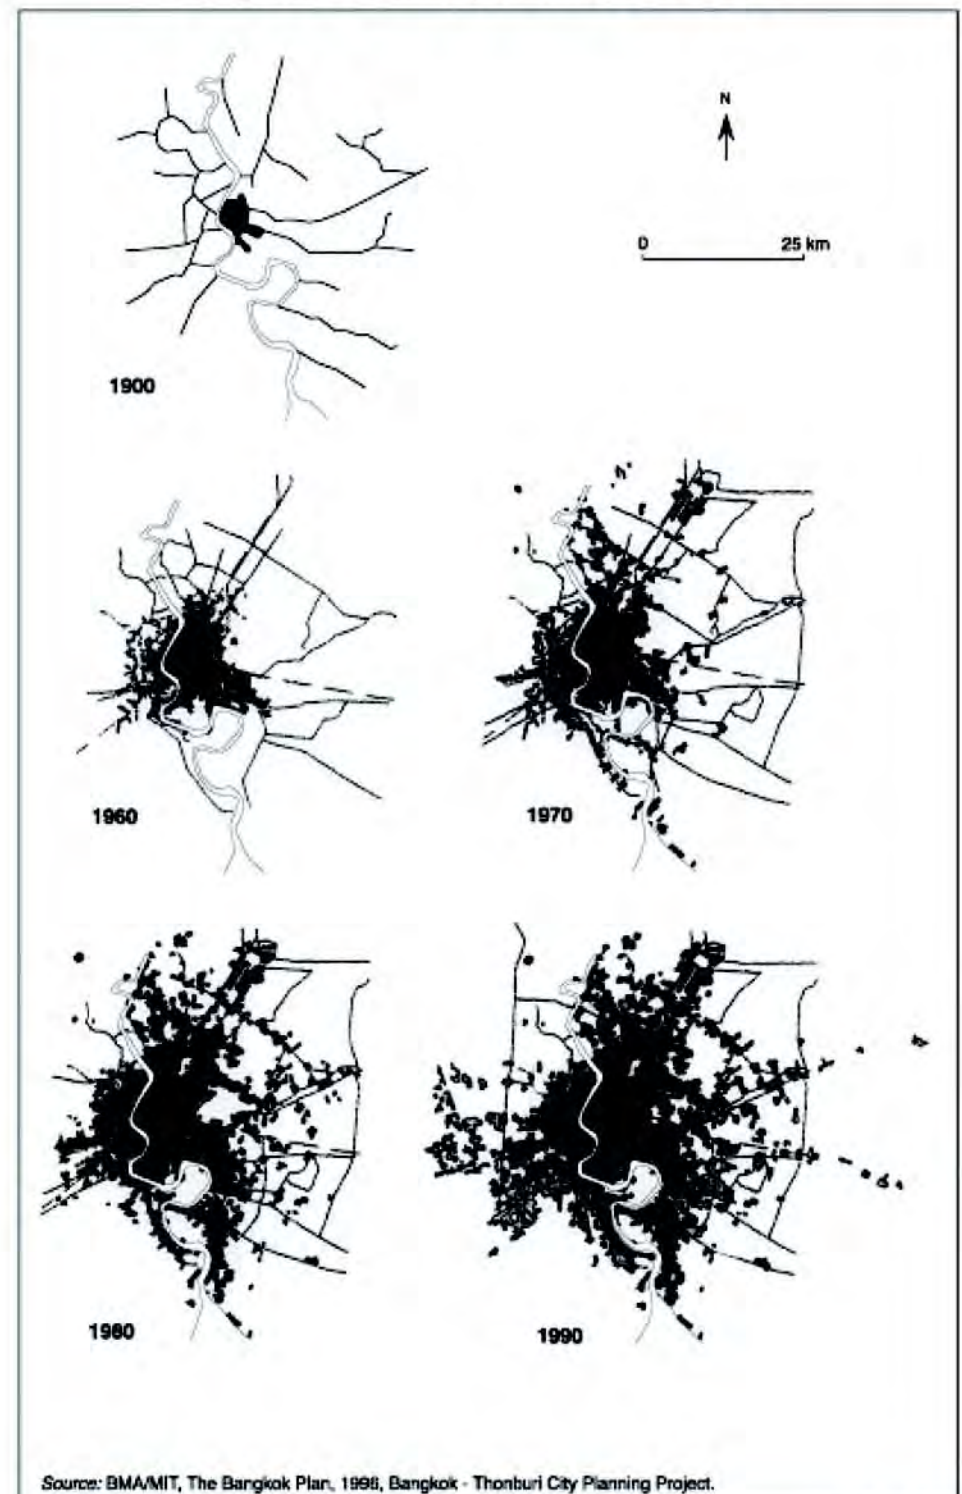 N
0 25 km
1900
1960
1970
1980
1990
Source: BMA/MIT, The Bangkok Plan, 1996, Bangkok - Thonburi City Planning Project.